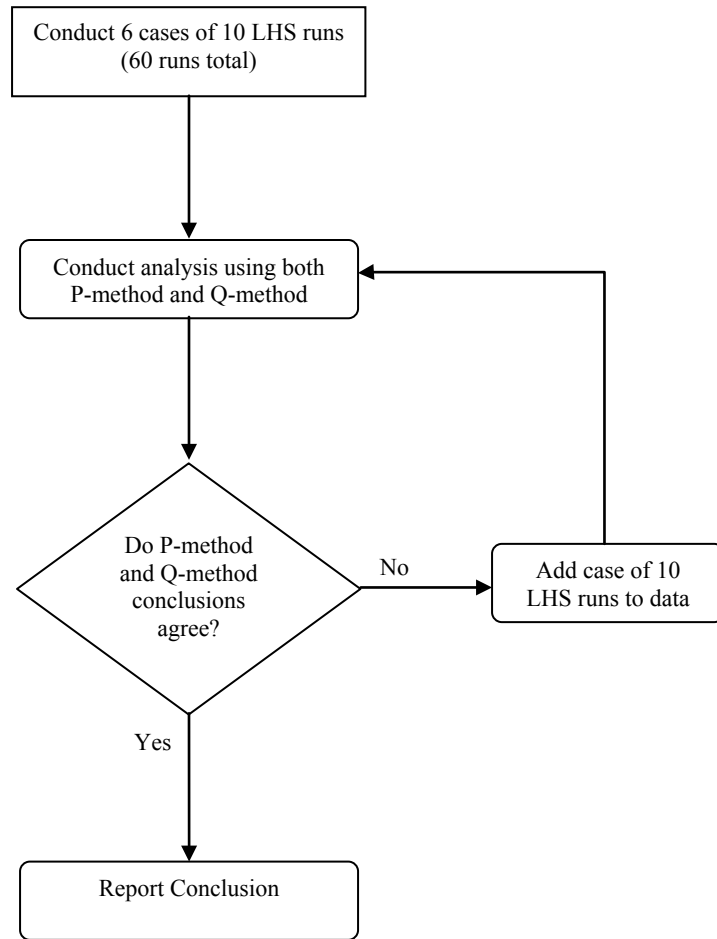 Conduct 6 cases of 10 LHS runs
(60 runs total)
Conduct analysis using both
P-method and Q-method
Do P-method
and Q-method
conclusions
agree?
No
Add case of 10
LHS runs to data
Yes
Report Conclusion